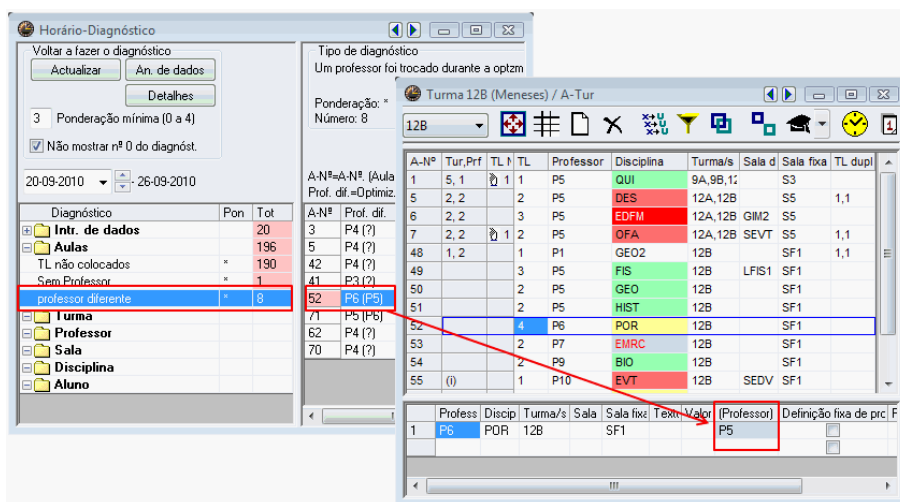 Horário-Diagnóstico
Voltar a fazer o diagnóstico
Actualizar An. de dados
Detalhes
3 Ponderação mínima (0 a 4)
Não mostrar nº 0 do diagnóst.
20-09-2010 - 26-09-2010
Diagnóstico Pon Tot
Intr. de dados 20
Aulas 196
TL não colocados * 190
Sem Professor * 1
professor diferente * 8
Turma
Professor
Sala
Disciplina
Aluno
Tipo de diagnóstico
Um professor foi trocado durante a optzm
Ponderação: *
Número: 8
A-Nº=A-Nº. (Aula
Prof. dif.=Optimiz.
A-Nº Prof. dif.
3 P4 (?)
5 P4 (?)
42 P4 (?)
41 P3 (?)
52 P6 (P5)
71 P5 (P6)
62 P4 (?)
70 P4 (?)
Turma 12B (Meneses) / A-Tur
12B
A-Nº Tur,Prf TL N TL Professor Disciplina Turma/s Sala d Sala fixa TL dupl
1 5, 1 1 1 P5 QUI 9A,9B,12 S3
5 2, 2 2 P5 DES 12A,12B S5 1,1
6 2, 2 3 P5 EDFM 12A,12B GIM2 S5
7 2, 2 1 2 P5 OFA 12A,12B SEVT S5 1,1
48 1, 2 1 P1 GEO2 12B SF1 1,1
49 3 P5 FIS 12B LFIS1 SF1
50 2 P5 GEO 12B SF1
51 2 P5 HIST 12B SF1
52 4 P6 POR 12B SF1
53 2 P7 EMRC 12B SF1
54 2 P9 BIO 12B SF1
55 (i) 1 P10 EVT 12B SEDV SF1
Profess Discip Turma/s Sala Sala fixa Texto Valor (Professor) Definição fixa de prc F
1 P6 POR 12B SF1 P5